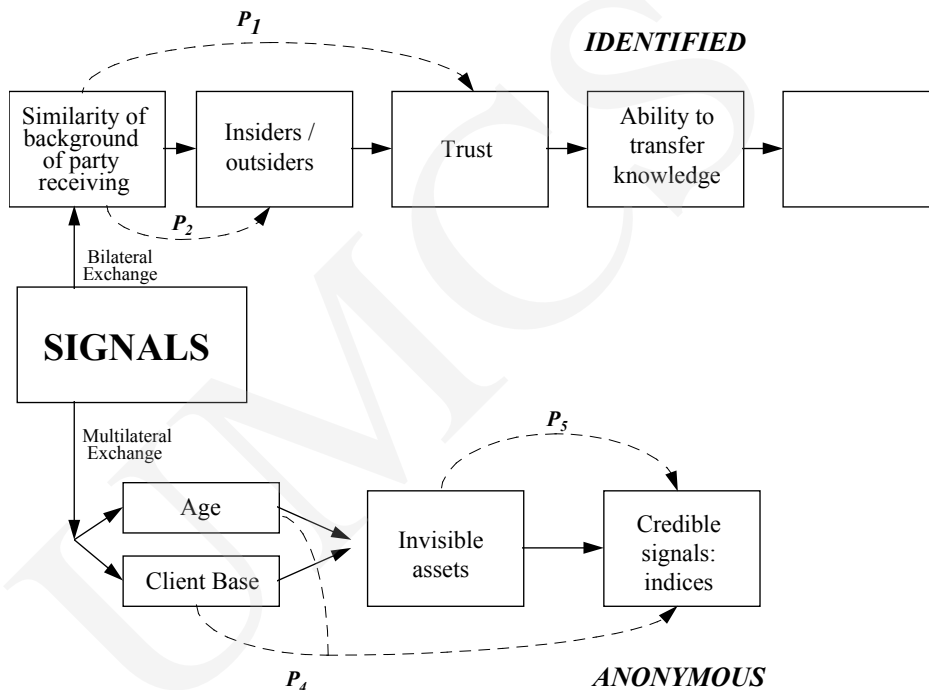 P1
IDENTIFIED
Similarity of
background
of party
receiving
Insiders /
outsiders
Trust
Ability to
transfer
knowledge
P2
Bilateral
Exchange
SIGNALS
Multilateral
Exchange
P5
Age
Client Base
Invisible
assets
Credible
signals:
indices
P4
ANONYMOUS
UMCS